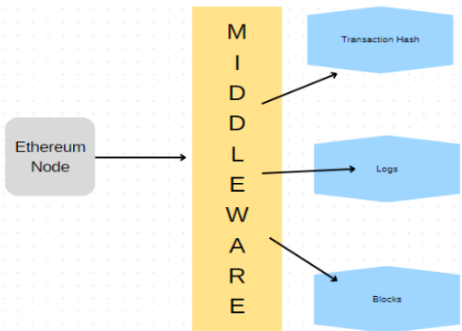 Ethereum
Node
M
I
D
D
L
E
W
A
R
E
Transaction Hash
Logs
Blocks